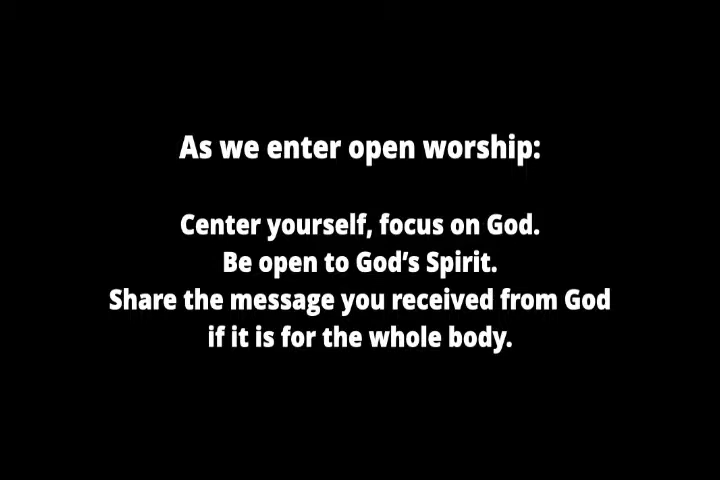 As we enter open worship:
Center yourself, focus on God.
Be open to God’s Spirit.
Share the message you received from God
if it is for the whole body.